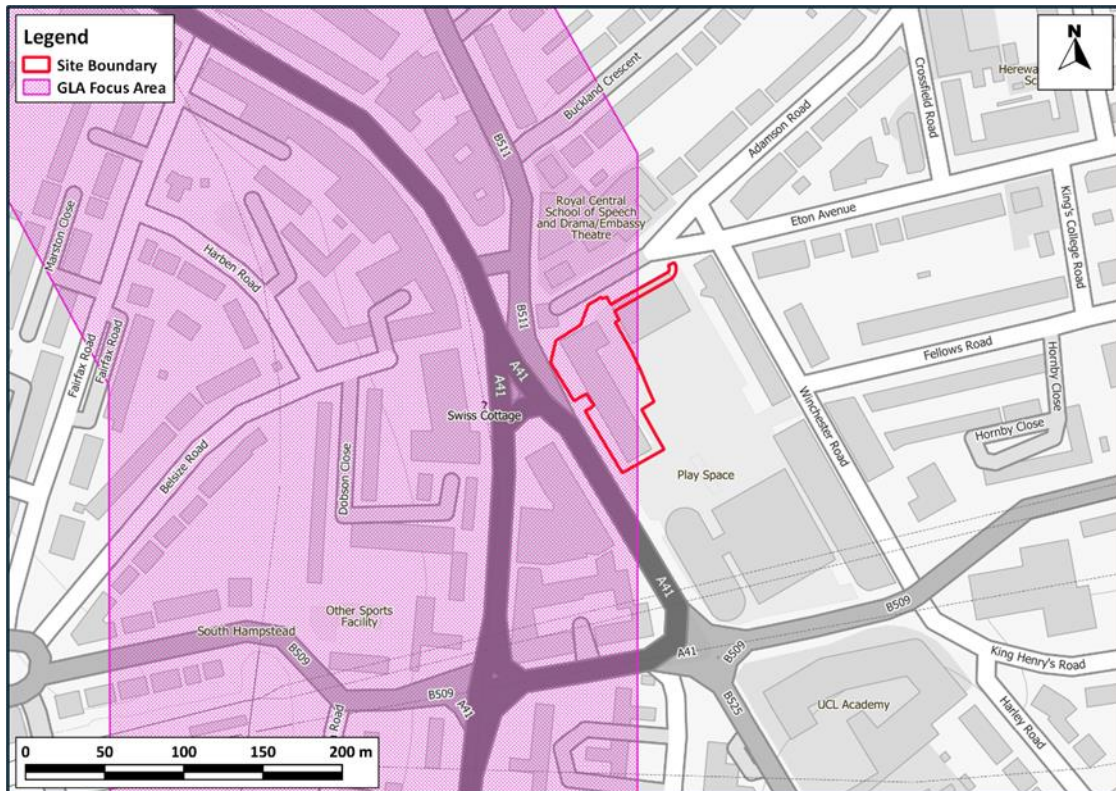 Legend
Site Boundary
GLA Focus Area
N
Buckland Crescent
B511
Adamson Road
Crossfield Road
Royal Central
School of Speech
and Drama/Embassy
Theatre
Eton Avenue
King's College Road
Marston Close
Harben Road
B511
Fellows Road
Hornby Close
Hornby Close
Fairfax Road
Fairfax Road
A41
A41
Swiss Cottage
Winchester Road
Belsize Road
Dobson Close
Play Space
Other Sports
Facility
South Hampstead
B509
B509
A41
A41
A41
B509
B509
B525
King Henry's Road
Harley Road
UCL Academy
Road
0 50 100 150 200 m